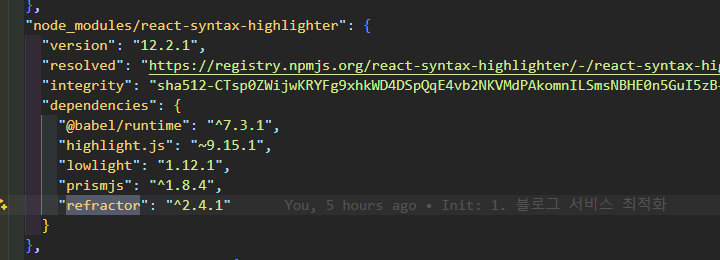 },
"node_modules/react-syntax-highlighter": {
"version": "12.2.1",
"resolved": "https://registry.npmjs.org/react-syntax-highlighter/-/react-syntax-hig
"integrity": "sha512-CTsp0ZWijwKRYFg9xhkWD4DSpQqE4vb2NKVMdPAkomnILSmsNBHE0n5GuI5zB-
"dependencies": {
"@babel/runtime": "^7.3.1",
"highlight.js": "~9.15.1",
"lowlight": "1.12.1",
"prismjs": "^1.8.4",
"refractor": "^2.4.1" You, 5 hours ago • Init: 1. 블로그 서비스 최적화
}
},